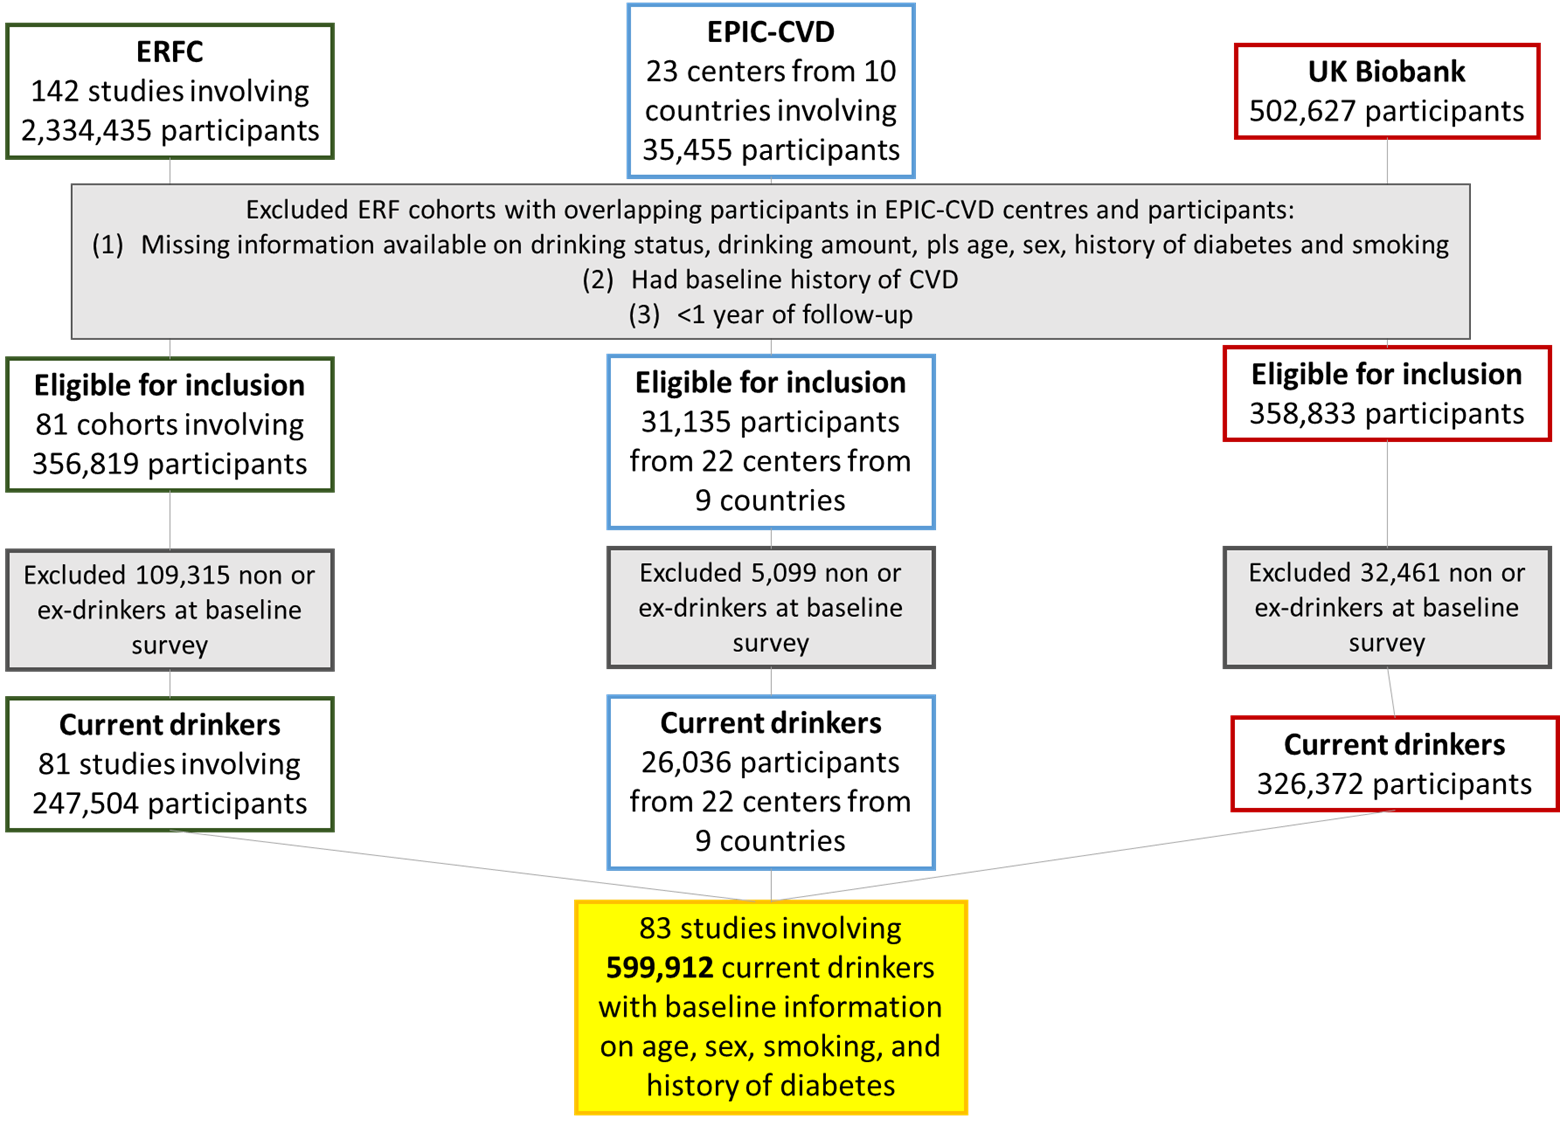 ERFC
142 studies involving
2,334,435 participants
EPIC-CVD
23 centers from 10
countries involving
35,455 participants
UK Biobank
502,627 participants
Excluded ERF cohorts with overlapping participants in EPIC-CVD centres and participants:
(1) Missing information available on drinking status, drinking amount, pls age, sex, history of diabetes and smoking
(2) Had baseline history of CVD
(3) <1 year of follow-up
Eligible for inclusion
81 cohorts involving
356,819 participants
Eligible for inclusion
31,135 participants
from 22 centers from
9 countries
Eligible for inclusion
358,833 participants
Excluded 109,315 non or
ex-drinkers at baseline
survey
Excluded 5,099 non or
ex-drinkers at baseline
survey
Excluded 32,461 non or
ex-drinkers at baseline
survey
Current drinkers
81 studies involving
247,504 participants
Current drinkers
26,036 participants
from 22 centers from
9 countries
Current drinkers
326,372 participants
83 studies involving
599,912 current drinkers
with baseline information
on age, sex, smoking, and
history of diabetes